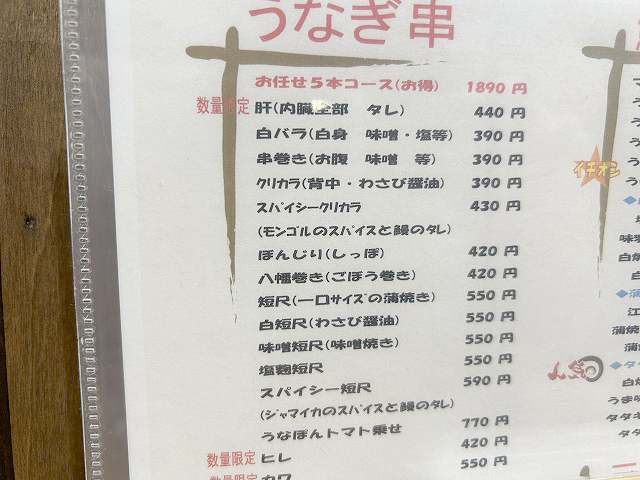 うなぎ串
お任せ5本コース(お得) 1890 円
数量限定 肝(内臓全部 タレ) 440 円
白バラ(白身 味噌・塩等) 390 円
串巻き(お腹 味噌 等) 390 円
クリカラ(背中・わさび醤油) 390 円
スパイシークリカラ 430 円
(モンゴルのスパイスと鰻のタレ)
ぼんじり(しっぽ) 420 円
八幡巻き(ごぼう巻き) 420 円
短尺(一口サイズの蒲焼き) 550 円
白短尺(わさび醤油) 550 円
味噌短尺(味噌焼き) 550 円
塩麹短尺 550 円
スパイシー短尺 590 円
(ジャマイカのスパイスと鰻のタレ)
うなぽんトマト乗せ 770 円
数量限定 ヒレ 420 円
数量限定 カワ 550 円
イチオシ